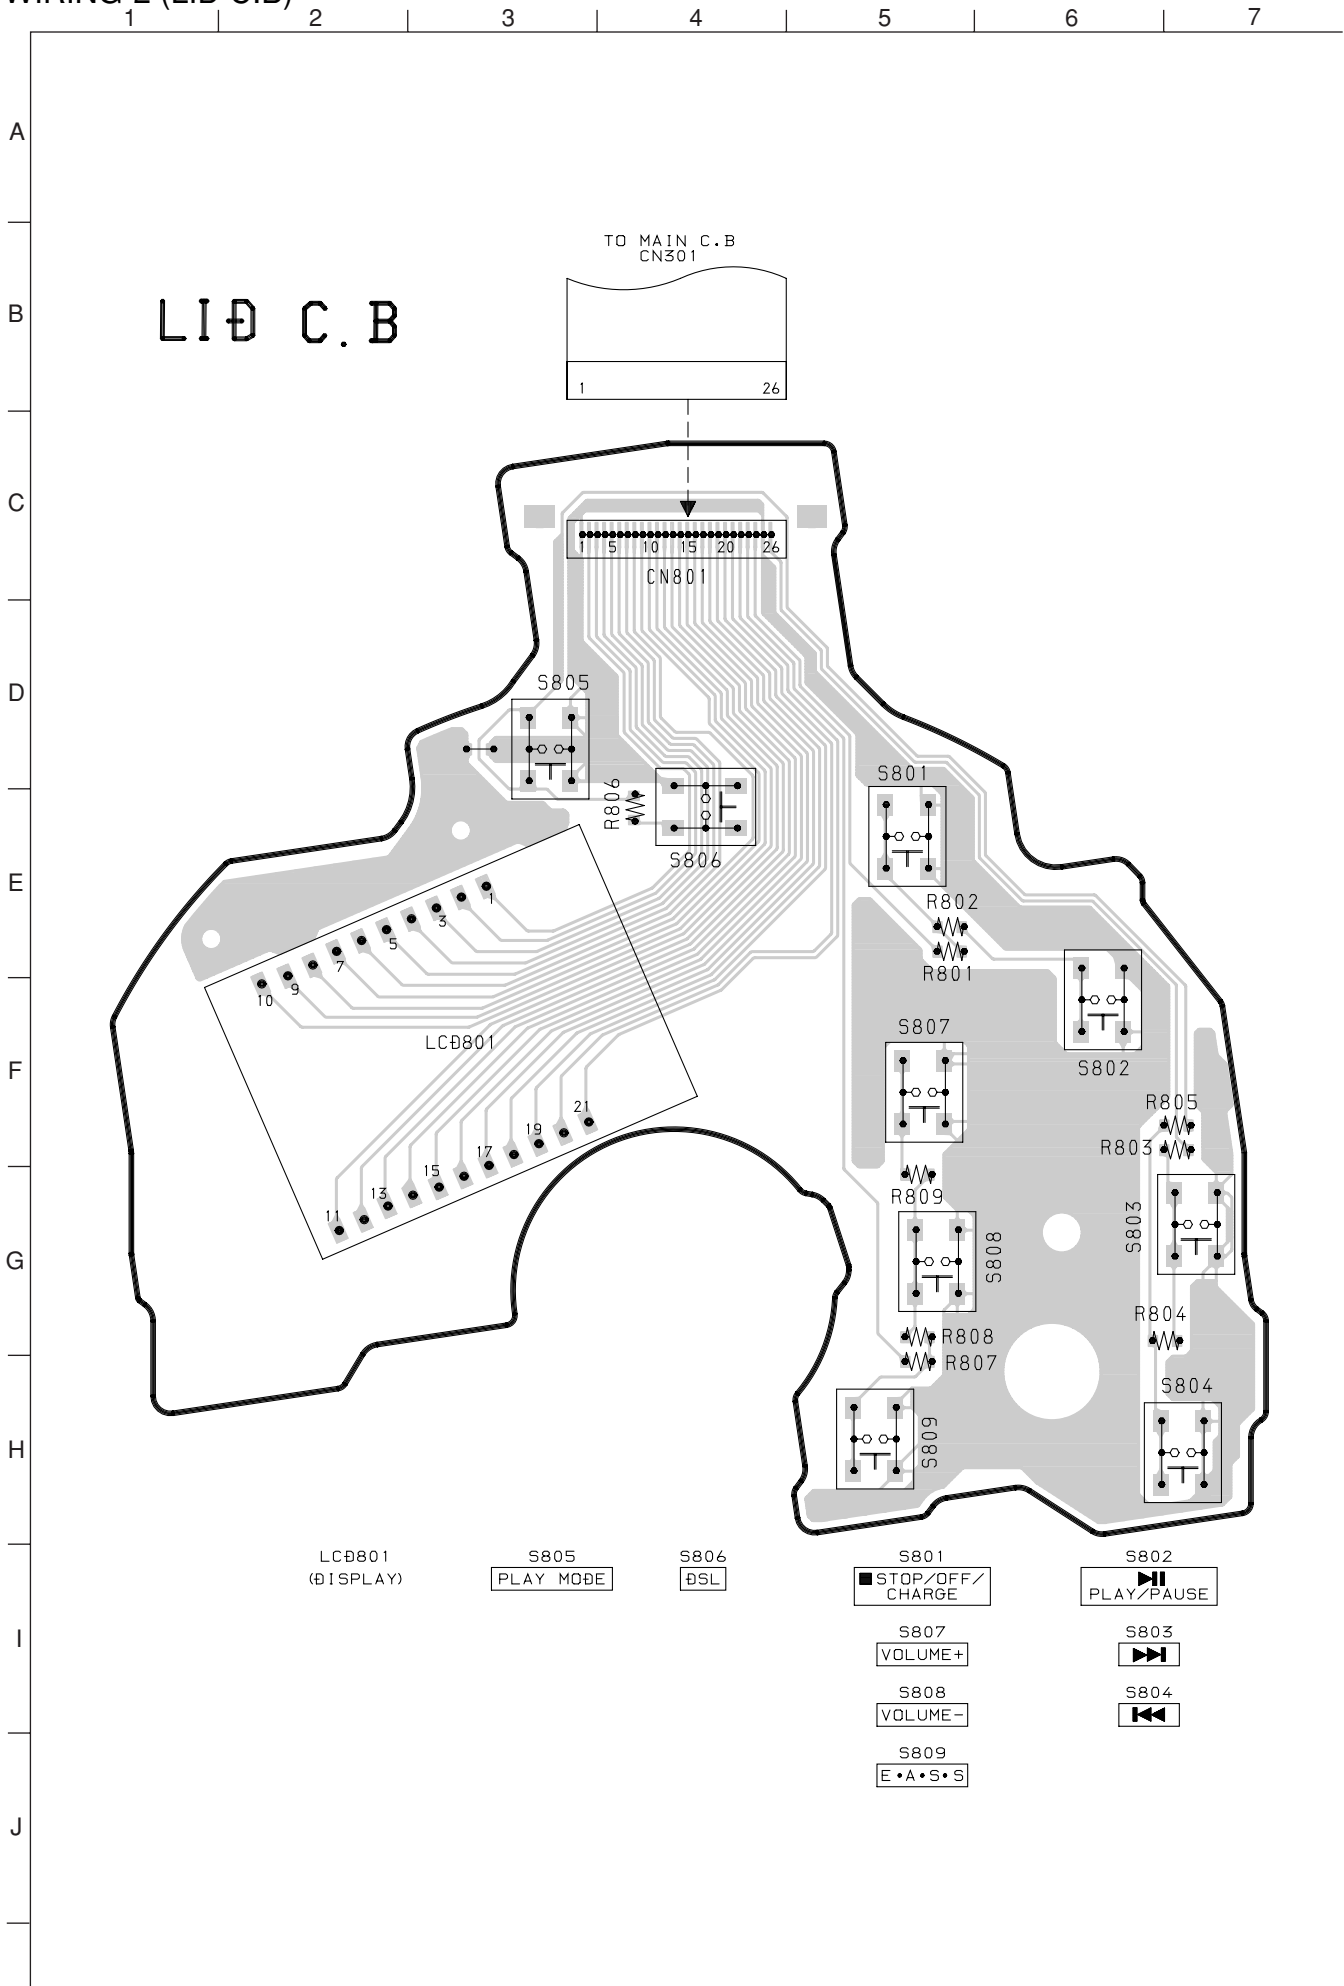 WIRING-2 (LID C.B)
1 2 3 4 5 6 7
A
TO MAIN C.B
CN301
B
LID C.B
1 26
C
1 5 10 15 20 26
CN801
D
S805
S801
R806
S806
E
1
3
5
7
9
10
R802
R801
LCD801
S807
F
S802
21
19
17
15
13
11
R805
R803
R809
S803
G
S808
R804
R808
R807
S804
H
S809
LCD801
(DISPLAY)
S805
PLAY MODE
S806
DSL
S801
■STOP/OFF/
CHARGE
S802
PLAY/PAUSE
I
S807
VOLUME+
S803
S808
VOLUME-
S804
S809
E•A•S•S
J